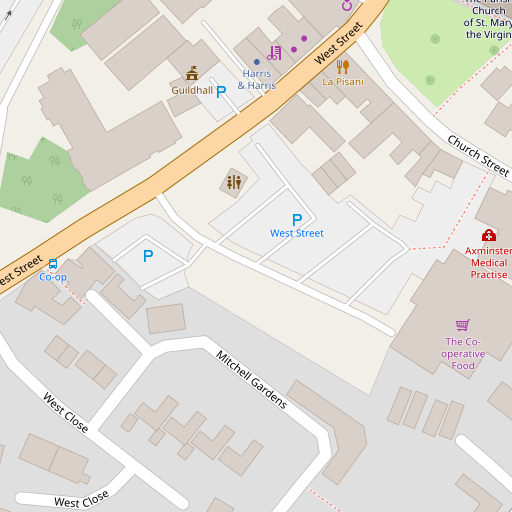 The Parish
Church
of St. Mary
the Virgin
West Street
Harris
& Harris
La Pisani
Guildhall
P
Church Street
P
West Street
West Street
P
Co-op
Axminster
Medical
Practise
The Co-
operative
Food
Mitchell Gardens
West Close
West Close